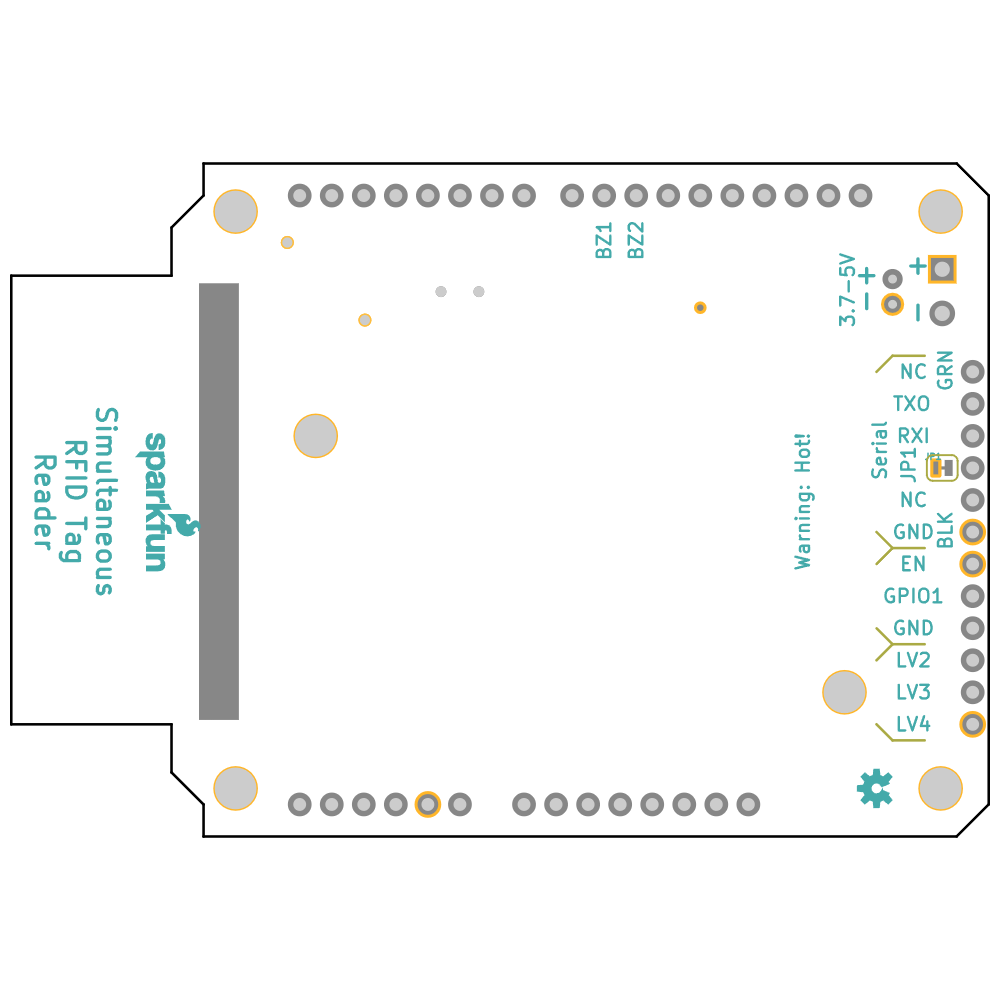 Simultaneous
RFID Tag
Reader
sparkfun
BZ1
BZ2
3.7-5V
+
-
+
-
GRN
NC
TXO
RXI
Serial
JP1
JP1
NC
BLK
GND
EN
GPIO1
GND
LV2
LV3
LV4
Warning: Hot!